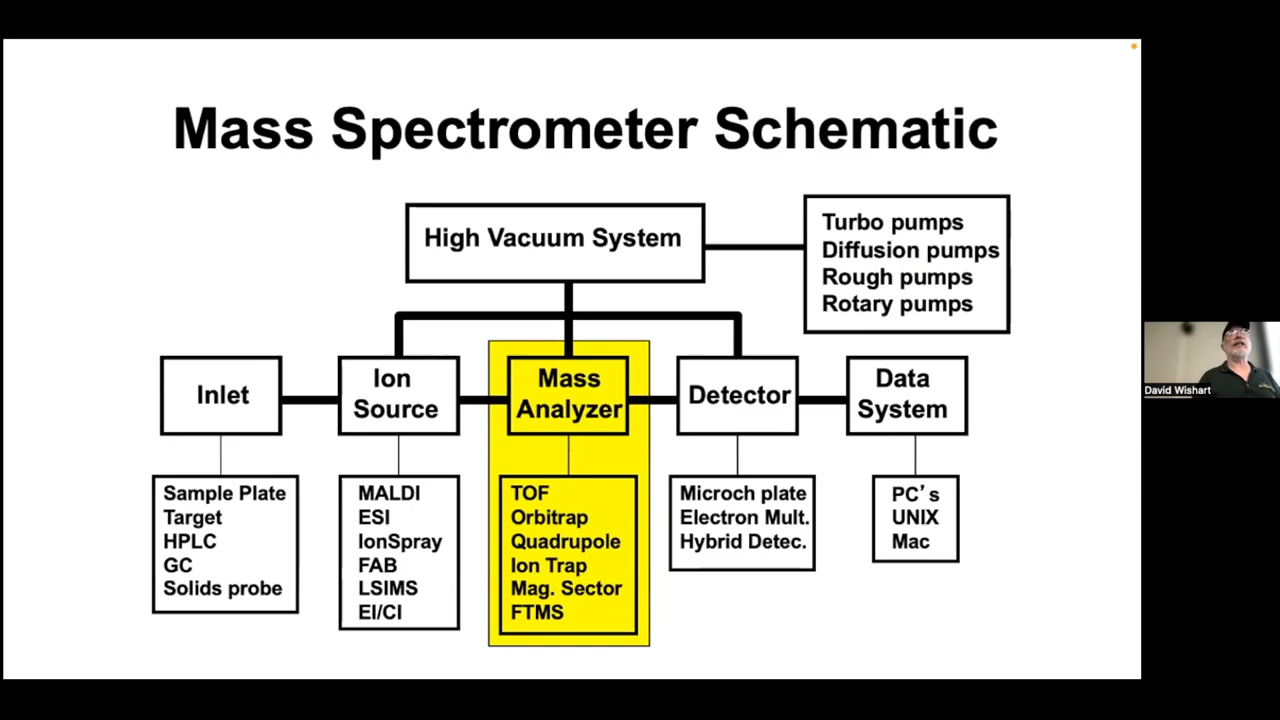 Mass Spectrometer Schematic
High Vacuum System
Turbo pumps
Diffusion pumps
Rough pumps
Rotary pumps
Inlet
Ion
Source
Mass
Analyzer
Detector
Data
System
Sample Plate
Target
HPLC
GC
Solids probe
MALDI
ESI
IonSpray
FAB
LSIMS
EI/CI
TOF
Orbitrap
Quadrupole
Ion Trap
Mag. Sector
FTMS
Microch plate
Electron Mult.
Hybrid Detec.
PC's
UNIX
Mac
David Wishart